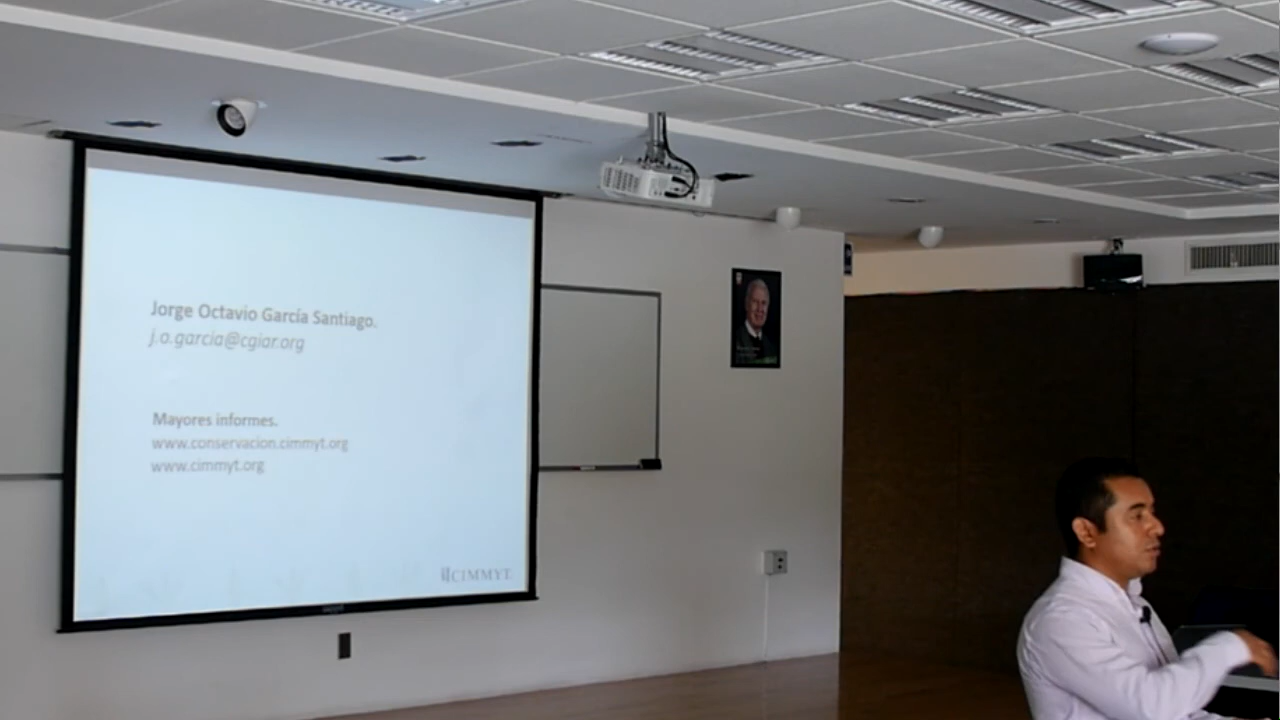 Jorge Octavio García Santiago.
j.o.garcia@cgiar.org
Mayores informes.
www.conservacion.cimmyt.org
www.cimmyt.org
CIMMYT.